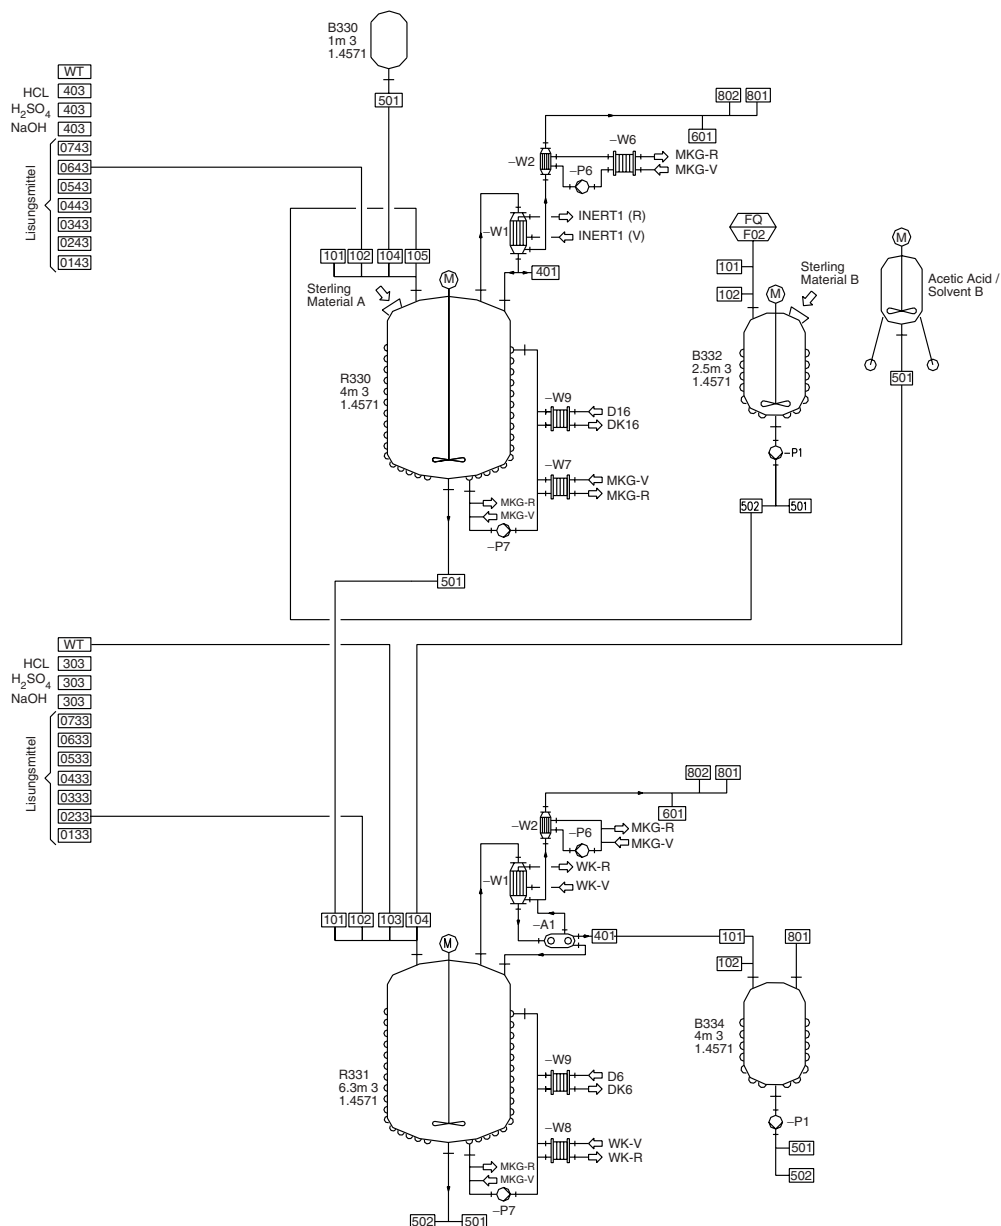 B330
1m 3
1.4571
501
WT
HCL 403
H2SO4 403
NaOH 403
Lisungsmittel
0743
0643
0543
0443
0343
0243
0143
802 801
601
–W2
–P6
–W6
MKG-R
MKG-V
–W1
INERT1 (R)
INERT1 (V)
401
101 102 104 105
Sterling
Material A
M
R330
4m 3
1.4571
–W9
D16
DK16
–W7
MKG-V
MKG-R
MKG-R
MKG-V
–P7
501
FQ
F02
101
102
M
Sterling
Material B
B332
2.5m 3
1.4571
–P1
502 501
M
Acetic Acid /
Solvent B
501
WT
HCL 303
H2SO4 303
NaOH 303
Lisungsmittel
0733
0633
0533
0433
0333
0233
0133
802 801
601
–W2
–P6
MKG-R
MKG-V
–W1
WK-R
WK-V
–A1
401
101 102 103 104
M
R331
6.3m 3
1.4571
–W9
D6
DK6
–W8
WK-V
WK-R
MKG-R
MKG-V
–P7
502 501
101
801
102
B334
4m 3
1.4571
–P1
501
502